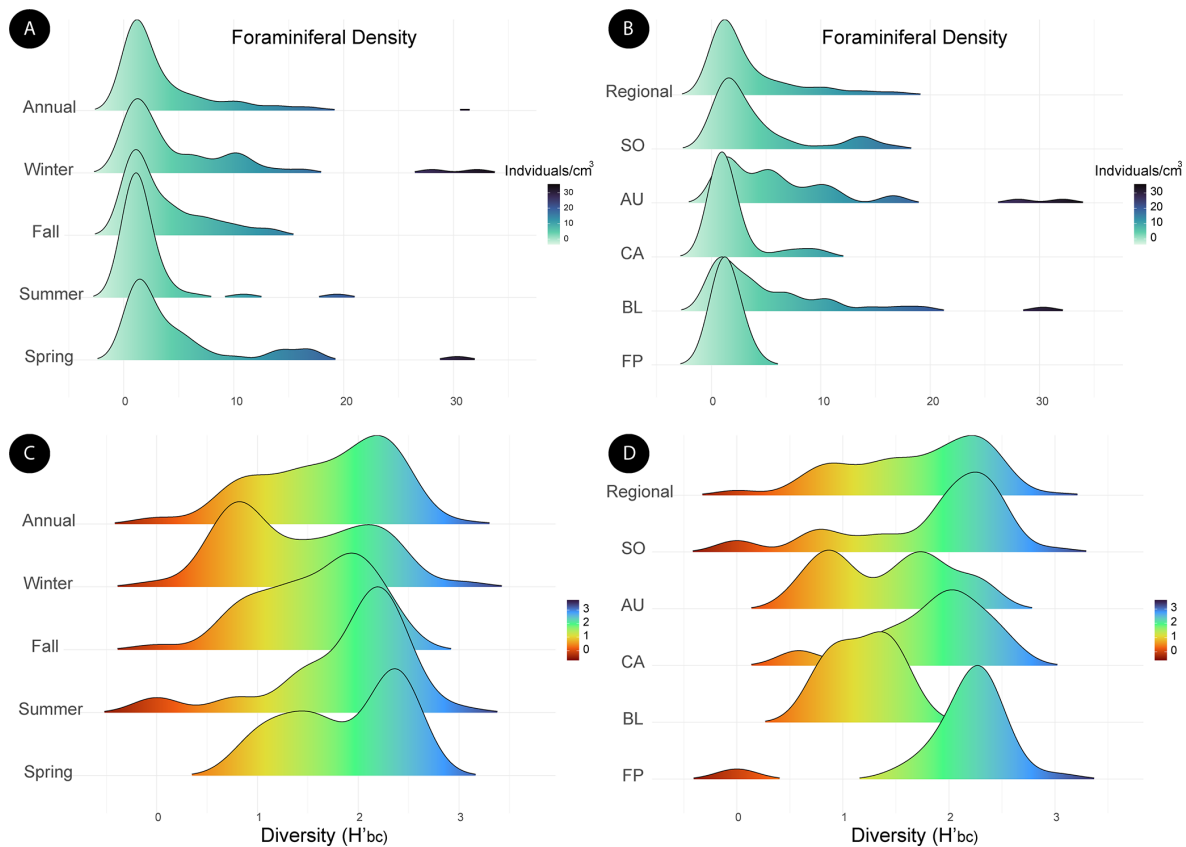 A
Foraminiferal Density
Annual
Winter
Fall
Summer
Spring
Indviduals/cm3
30
20
10
0
0
10
20
30
B
Foraminiferal Density
Regional
SO
AU
CA
BL
FP
Indviduals/cm3
30
20
10
0
0
10
20
30
C
Annual
Winter
Fall
Summer
Spring
3
2
1
0
0
1
2
3
Diversity (H'bc)
D
Regional
SO
AU
CA
BL
FP
3
2
1
0
0
1
2
3
Diversity (H'bc)